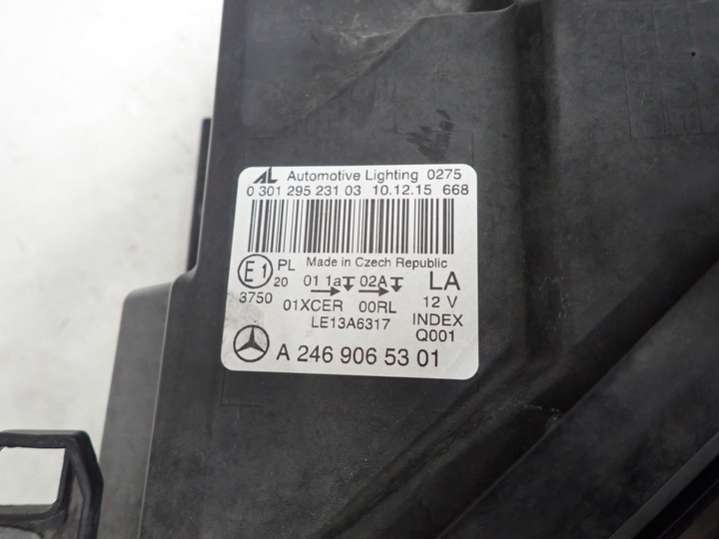 AL Automotive Lighting 0275
0 301 295 231 03 10.12.15 668
Made in Czech Republic
E1 PL 01 1a 02A LA
20
3750 01XCER 00RL 12 V
LE13A6317 INDEX
Q001
A 246 906 53 01